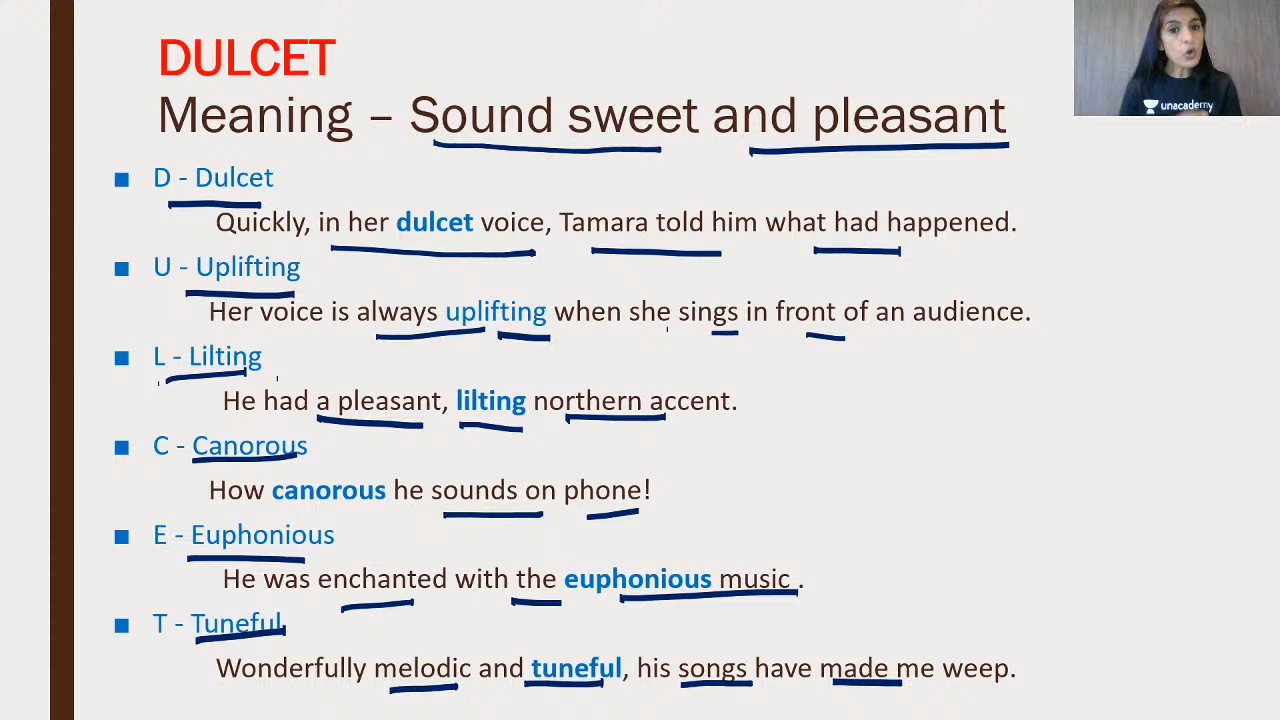 DULCET
Meaning – Sound sweet and pleasant
unacademy
D - Dulcet
Quickly, in her dulcet voice, Tamara told him what had happened.
U - Uplifting
Her voice is always uplifting when she sings in front of an audience.
L - Lilting
He had a pleasant, lilting northern accent.
C - Canorous
How canorous he sounds on phone!
E - Euphonious
He was enchanted with the euphonious music .
T - Tuneful
Wonderfully melodic and tuneful, his songs have made me weep.